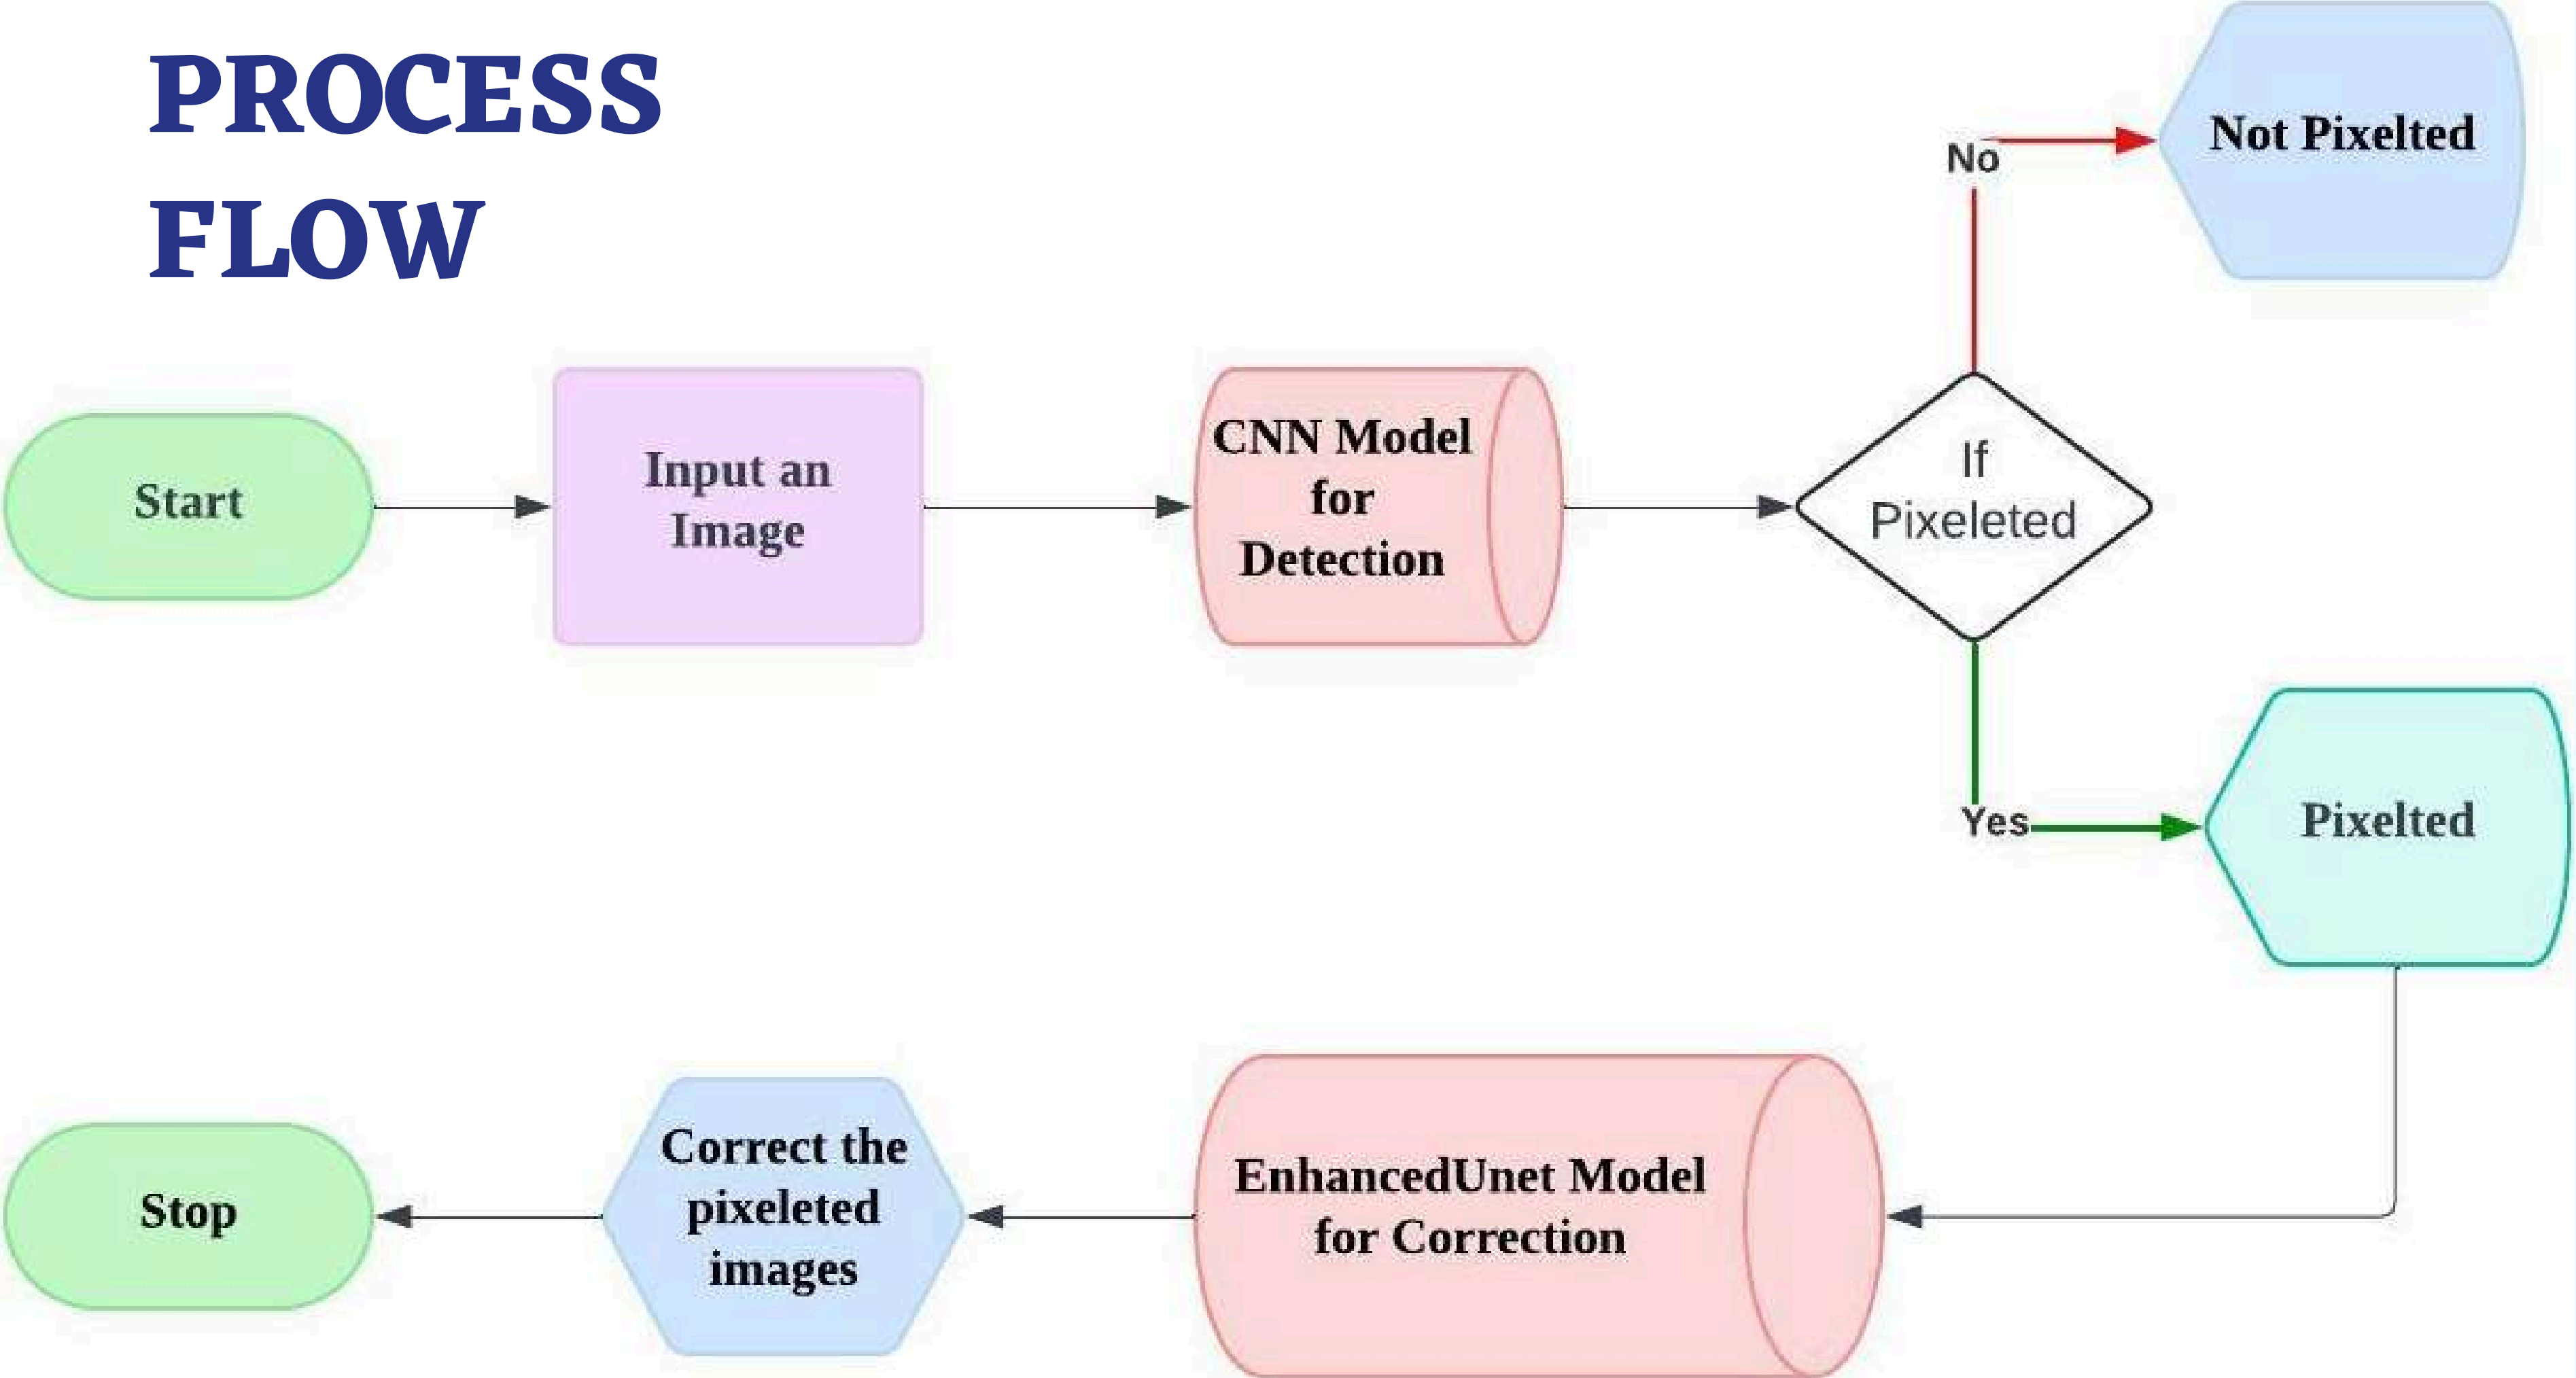 PROCESS
FLOW
Not Pixelted
No
Start
Input an
Image
CNN Model
for
Detection
If
Pixeleted
Yes
Pixelted
EnhancedUnet Model
for Correction
Correct the
pixeleted
images
Stop